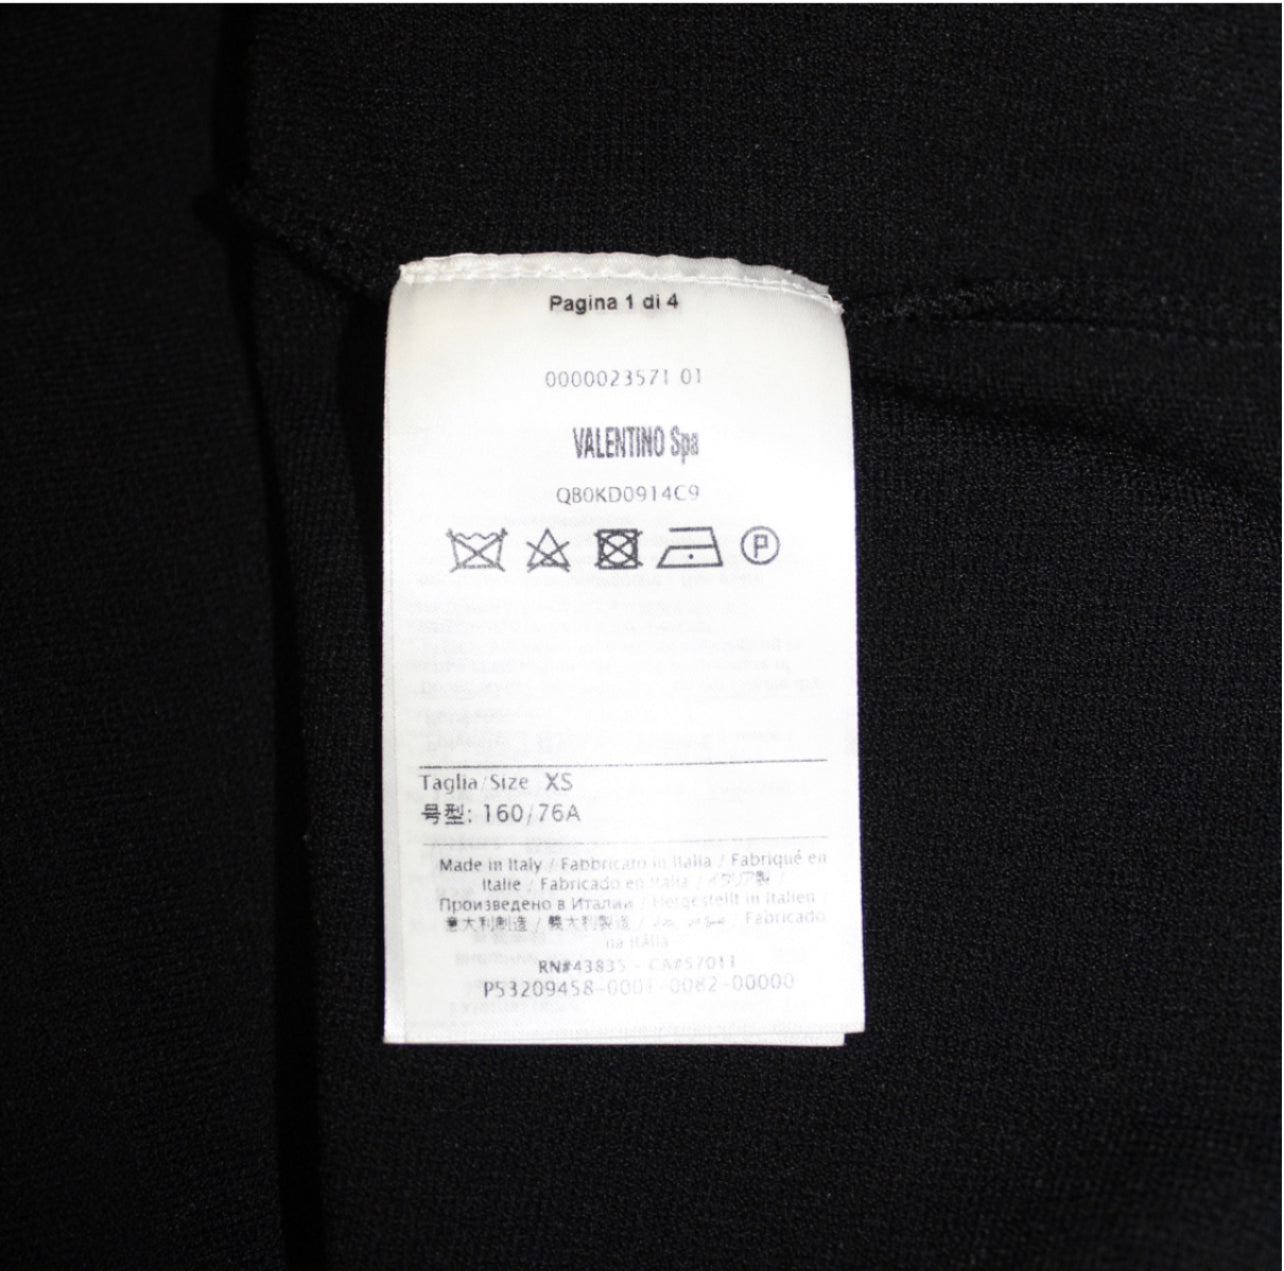 Pagina 1 di 4
0000023571 01
VALENTINO Spa
QB0KD0914C9
P
Taglia/Size XS
号型: 160/76A
Made in Italy / Fabbricato in Italia / Fabriqué en
Italie / Fabricado en Italia / イタリア製 /
Произведено в Италии / Hergestellt in Italien /
意大利制造 / 義大利製造 / / Fabricado
na Itália
RN#43835 - CA#57011
P53209458-0001-0082-00000